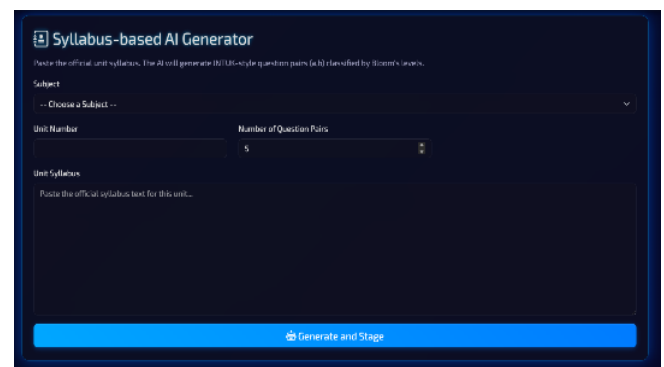 Syllabus-based AI Generator
Paste the official unit syllabus. The AI will generate JNTUK-style question pairs (a,b) classified by Bloom's levels.
Subject
-- Choose a Subject --
Unit Number
Number of Question Pairs
5
Unit Syllabus
Paste the official syllabus text for this unit...
Generate and Stage